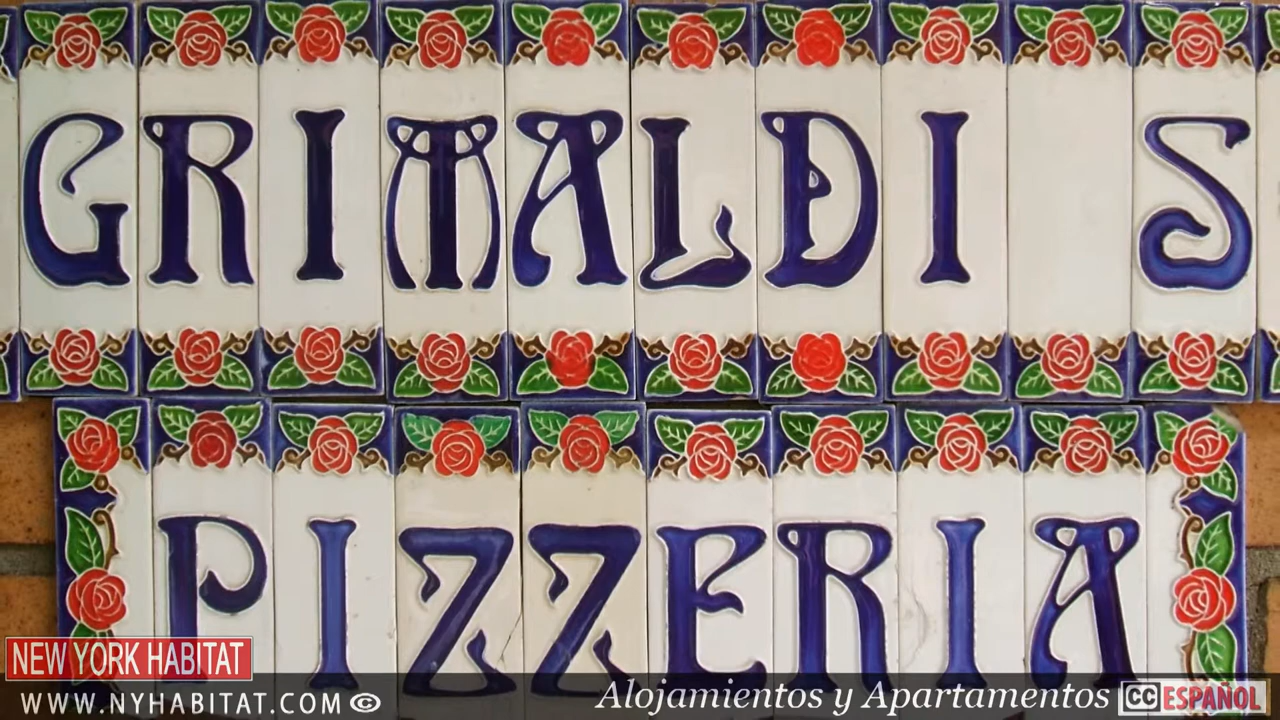 GRIMALDI S
PIZZERIA
NEW YORK HABITAT
WWW.NYHABITAT.COM ©
Alojamientos y Apartamentos CC ESPAÑOL